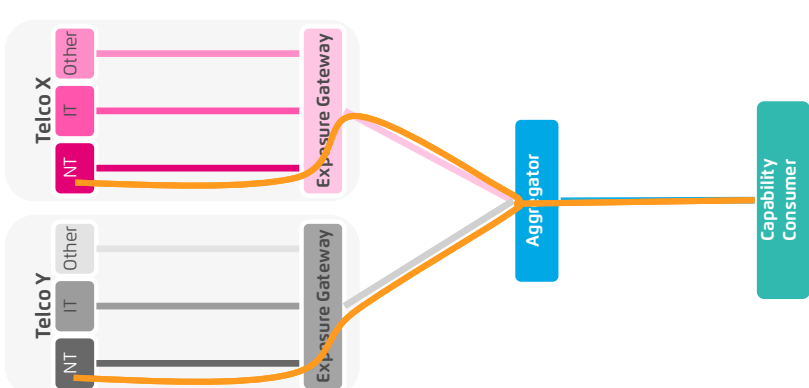 Telco X
Other
IT
NT
Exposure Gateway
Telco Y
Other
IT
NT
Exposure Gateway
Aggregator
Capability
Consumer